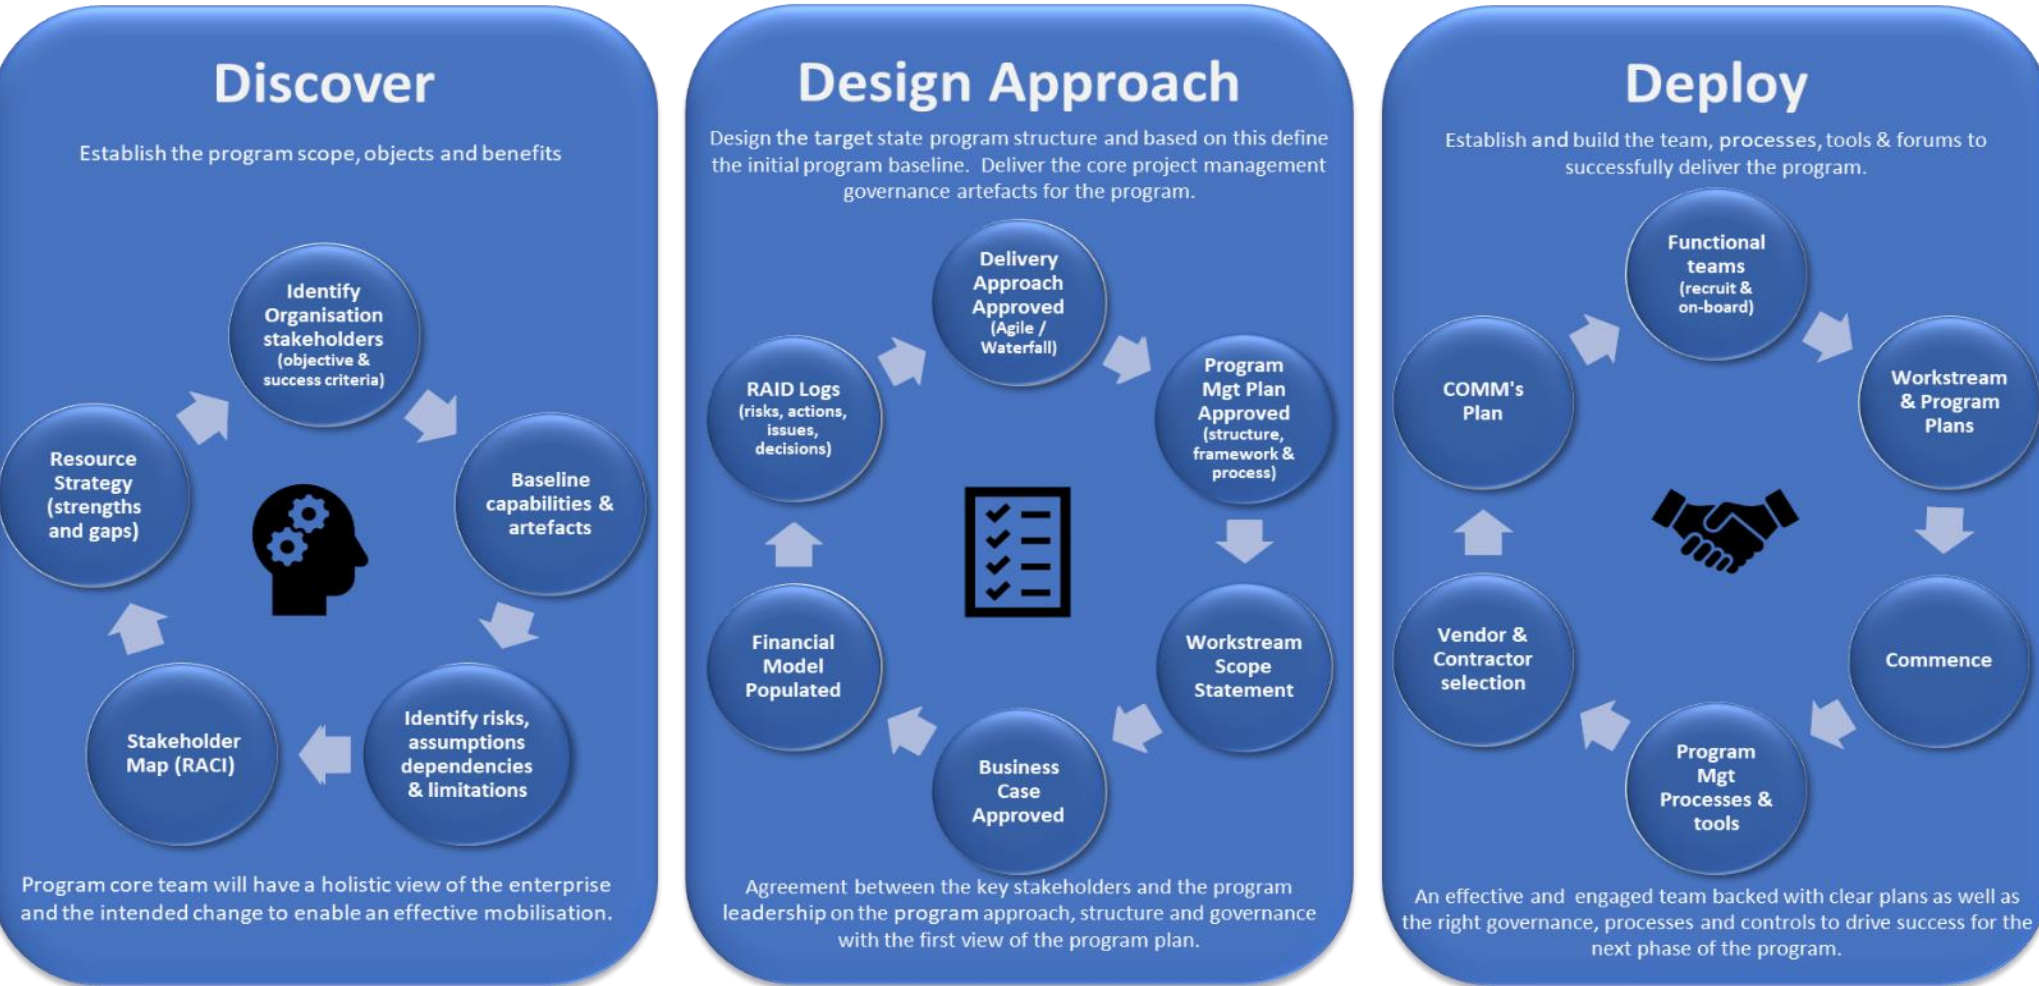 Discover
Establish the program scope, objects and benefits
Identify
Organisation
stakeholders
(objective &
success criteria)
Baseline
capabilities &
artefacts
Identify risks,
assumptions
dependencies
& limitations
Stakeholder
Map (RACI)
Resource
Strategy
(strengths
and gaps)
Program core team will have a holistic view of the enterprise
and the intended change to enable an effective mobilisation.
Design Approach
Design the target state program structure and based on this define
the initial program baseline. Deliver the core project management
governance artefacts for the program.
Delivery
Approach
Approved
(Agile /
Waterfall)
Program
Mgt Plan
Approved
(structure,
framework &
process)
Workstream
Scope
Statement
Business
Case
Approved
Financial
Model
Populated
RAID Logs
(risks, actions,
issues,
decisions)
Agreement between the key stakeholders and the program
leadership on the program approach, structure and governance
with the first view of the program plan.
Deploy
Establish and build the team, processes, tools & forums to
successfully deliver the program.
Functional
teams
(recruit &
on-board)
Workstream
& Program
Plans
Commence
Program
Mgt
Processes &
tools
Vendor &
Contractor
selection
COMM's
Plan
An effective and engaged team backed with clear plans as well as
the right governance, processes and controls to drive success for the
next phase of the program.